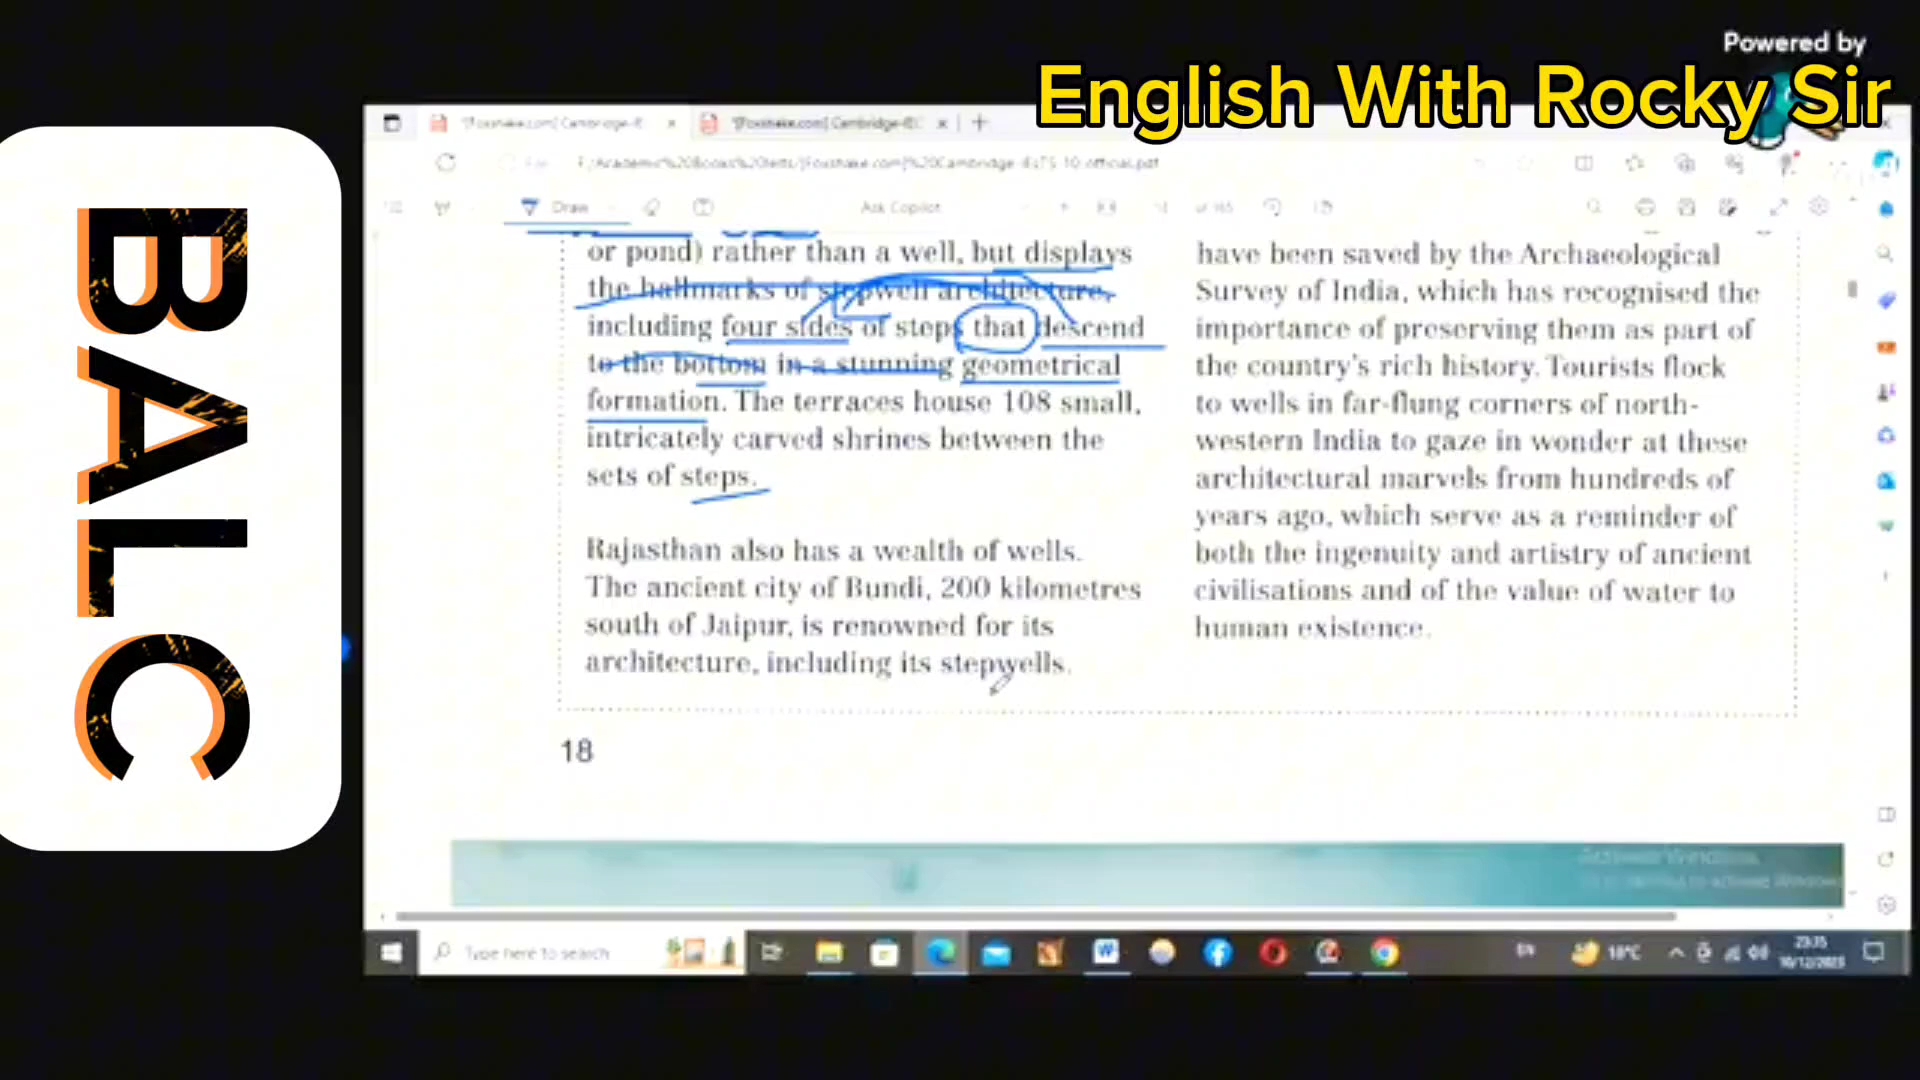 Powered by
English With Rocky Sir
BALC
Draw
Ask Copilot
or pond) rather than a well, but displays
the hallmarks of stepwell architecture,
including four sides of steps that descend
to the bottom in a stunning geometrical
formation. The terraces house 108 small,
intricately carved shrines between the
sets of steps.
Rajasthan also has a wealth of wells.
The ancient city of Bundi, 200 kilometres
south of Jaipur, is renowned for its
architecture, including its stepwells.
have been saved by the Archaeological
Survey of India, which has recognised the
importance of preserving them as part of
the country's rich history. Tourists flock
to wells in far-flung corners of north-
western India to gaze in wonder at these
architectural marvels from hundreds of
years ago, which serve as a reminder of
both the ingenuity and artistry of ancient
civilisations and of the value of water to
human existence.
18
Activate Windows
Type here to search
EN
18°C
23:35